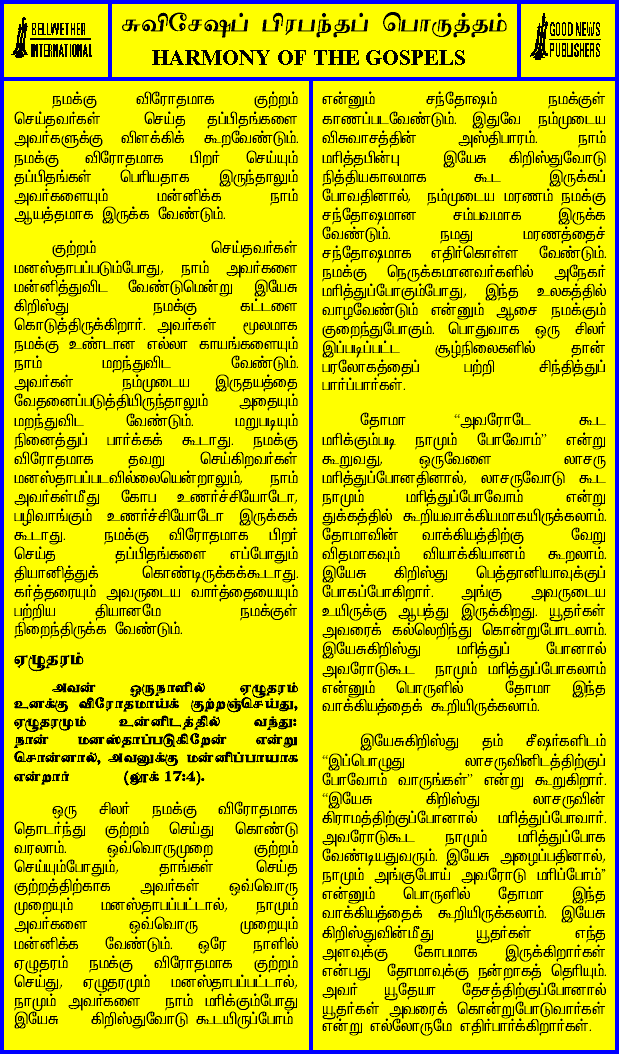 BELLWETHER
INTERNATIONAL
சுவிசேஷப் பிரபந்தப் பொருத்தம்
HARMONY OF THE GOSPELS
GOOD NEWS
PUBLISHERS
நமக்கு விரோதமாக குற்றம்
செய்தவர்கள் செய்த தப்பிதங்களை
அவர்களுக்கு விளக்கிக் கூறவேண்டும்.
நமக்கு விரோதமாக பிறர் செய்யும்
தப்பிதங்கள் பெரியதாக இருந்தாலும்
அவர்களையும் மன்னிக்க நாம்
ஆயத்தமாக இருக்க வேண்டும்.
குற்றம் செய்தவர்கள்
மனஸ்தாபப்படும்போது, நாம் அவர்களை
மன்னித்துவிட வேண்டுமென்று இயேசு
கிறிஸ்து நமக்கு கட்டளை
கொடுத்திருக்கிறார். அவர்கள் மூலமாக
நமக்கு உண்டான எல்லா காயங்களையும்
நாம் மறந்துவிட வேண்டும்.
அவர்கள் நம்முடைய இருதயத்தை
வேதனைப்படுத்தியிருந்தாலும் அதையும்
மறந்துவிட வேண்டும். மறுபடியும்
நினைத்துப் பார்க்கக் கூடாது. நமக்கு
விரோதமாக தவறு செய்கிறவர்கள்
மனஸ்தாபப்படவில்லையென்றாலும், நாம்
அவர்கள்மீது கோப உணர்ச்சியோடோ,
பழிவாங்கும் உணர்ச்சியோடோ இருக்கக்
கூடாது. நமக்கு விரோதமாக பிறர்
செய்த தப்பிதங்களை எப்போதும்
தியானித்துக் கொண்டிருக்கக்கூடாது.
கர்த்தரையும் அவருடைய வார்த்தையையும்
பற்றிய தியானமே நமக்குள்
நிறைந்திருக்க வேண்டும்.
ஏழுதரம்
அவன் ஒருநாளில் ஏழுதரம்
உனக்கு விரோதமாய்க் குற்றஞ்செய்து,
ஏழுதரமும் உன்னிடத்தில் வந்து:
நான் மனஸ்தாப்படுகிறேன் என்று
சொன்னால், அவனுக்கு மன்னிப்பாயாக
என்றார் (லூக் 17:4).
ஒரு சிலர் நமக்கு விரோதமாக
தொடர்ந்து குற்றம் செய்து கொண்டு
வரலாம். ஒவ்வொருமுறை குற்றம்
செய்யும்போதும், தாங்கள் செய்த
குற்றத்திற்காக அவர்கள் ஒவ்வொரு
முறையும் மனஸ்தாபப்பட்டால், நாமும்
அவர்களை ஒவ்வொரு முறையும்
மன்னிக்க வேண்டும். ஒரே நாளில்
ஏழுதரம் நமக்கு விரோதமாக குற்றம்
செய்து, ஏழுதரமும் மனஸ்தாபப்பட்டால்,
நாமும் அவர்களை நாம் மரிக்கும்போது
இயேசு கிறிஸ்துவோடு கூடயிருப்போம்
என்னும் சந்தோஷம் நமக்குள்
காணப்படவேண்டும். இதுவே நம்முடைய
விசுவாசத்தின் அஸ்திபாரம். நாம்
மரித்தபின்பு இயேசு கிறிஸ்துவோடு
நித்தியகாலமாக கூட இருக்கப்
போவதினால், நம்முடைய மரணம் நமக்கு
சந்தோஷமான சம்பவமாக இருக்க
வேண்டும். நமது மரணத்தைச்
சந்தோஷமாக எதிர்கொள்ள வேண்டும்.
நமக்கு நெருக்கமானவர்களில் அநேகர்
மரித்துப்போகும்போது, இந்த உலகத்தில்
வாழவேண்டும் என்னும் ஆசை நமக்கும்
குறைந்துபோகும். பொதுவாக ஒரு சிலர்
இப்படிப்பட்ட சூழ்நிலைகளில் தான்
பரலோகத்தைப் பற்றி சிந்தித்துப்
பார்ப்பார்கள்.
தோமா “அவரோடே கூட
மரிக்கும்படி நாமும் போவோம்” என்று
கூறுவது, ஒருவேளை லாசரு
மரித்துப்போனதினால், லாசருவோடு கூட
நாமும் மரித்துப்போவோம் என்று
துக்கத்தில் கூறியவாக்கியமாகயிருக்கலாம்.
தோமாவின் வாக்கியத்திற்கு வேறு
விதமாகவும் வியாக்கியானம் கூறலாம்.
இயேசு கிறிஸ்து பெத்தானியாவுக்குப்
போகப்போகிறார். அங்கு அவருடைய
உயிருக்கு ஆபத்து இருக்கிறது. யூதர்கள்
அவரைக் கல்லெறிந்து கொன்றுபோடலாம்.
இயேசுகிறிஸ்து மரித்துப் போனால்
அவரோடுகூட நாமும் மரித்துப்போகலாம்
என்னும் பொருளில் தோமா இந்த
வாக்கியத்தைக் கூறியிருக்கலாம்.
இயேசுகிறிஸ்து தம் சீஷர்களிடம்
“இப்பொழுது லாசருவினிடத்திற்குப்
போவோம் வாருங்கள்” என்று கூறுகிறார்.
“இயேசு கிறிஸ்து லாசருவின்
கிராமத்திற்குப்போனால் மரித்துப்போவார்.
அவரோடுகூட நாமும் மரித்துப்போக
வேண்டியதுவரும். இயேசு அழைப்பதினால்,
நாமும் அங்குபோய் அவரோடு மரிப்போம்”
என்னும் பொருளில் தோமா இந்த
வாக்கியத்தைக் கூறியிருக்கலாம். இயேசு
கிறிஸ்துவின்மீது யூதர்கள் எந்த
அளவுக்கு கோபமாக இருக்கிறார்கள்
என்பது தோமாவுக்கு நன்றாகத் தெரியும்.
அவர் யூதேயா தேசத்திற்குப்போனால்
யூதர்கள் அவரைக் கொன்றுபோடுவார்கள்
என்று எல்லோருமே எதிர்பார்க்கிறார்கள்.